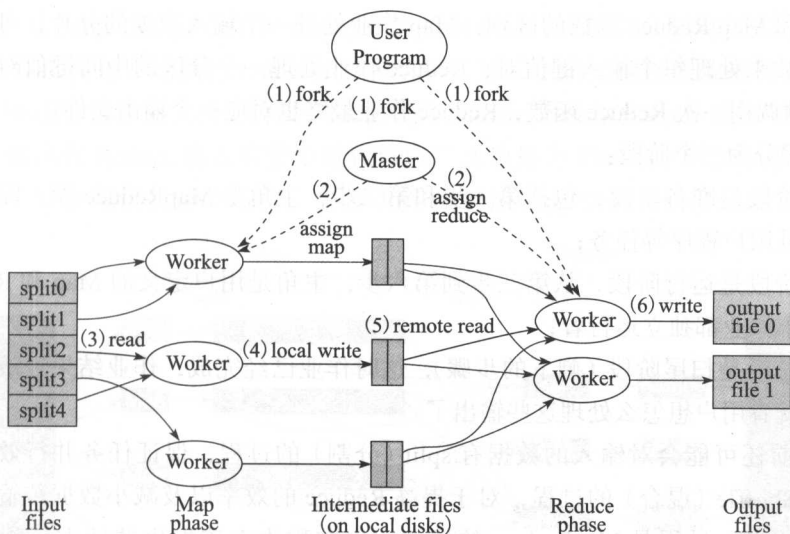 User
Program
(1) fork
(1) fork
(1) fork
Master
(2)
(2)
assign
map
assign
reduce
Worker
split0
split1
split2
split3
split4
(3) read
Worker
(4) local write
(5) remote read
Worker
(6) write
output
file 0
Worker
output
file 1
Worker
Input
files
Map
phase
Intermediate files
(on local disks)
Reduce
phase
Output
files